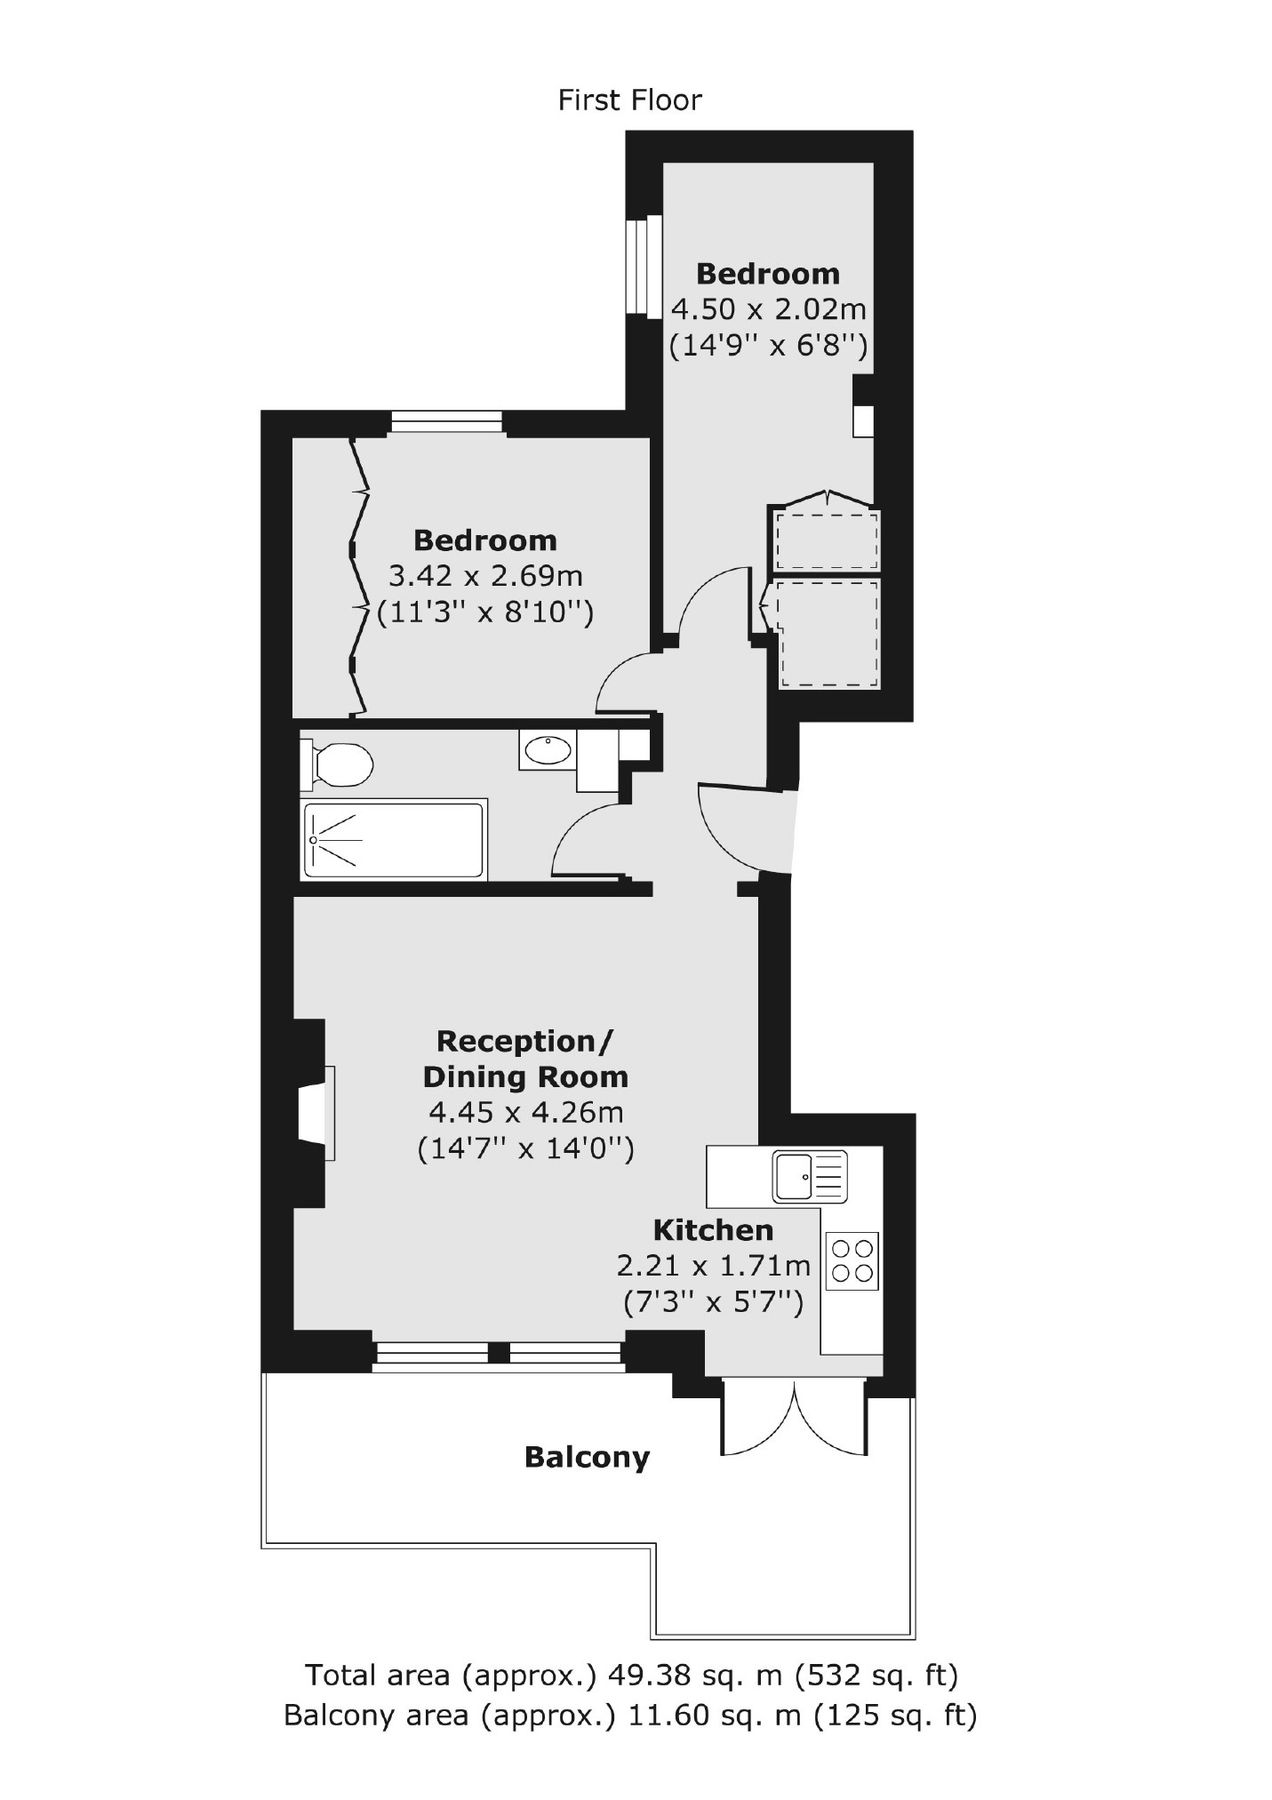 First Floor
Bedroom
4.50 x 2.02m
(14'9'' x 6'8'')
Bedroom
3.42 x 2.69m
(11'3'' x 8'10'')
Reception/
Dining Room
4.45 x 4.26m
(14'7'' x 14'0'')
Kitchen
2.21 x 1.71m
(7'3'' x 5'7'')
Balcony
Total area (approx.) 49.38 sq. m (532 sq. ft)
Balcony area (approx.) 11.60 sq. m (125 sq. ft)